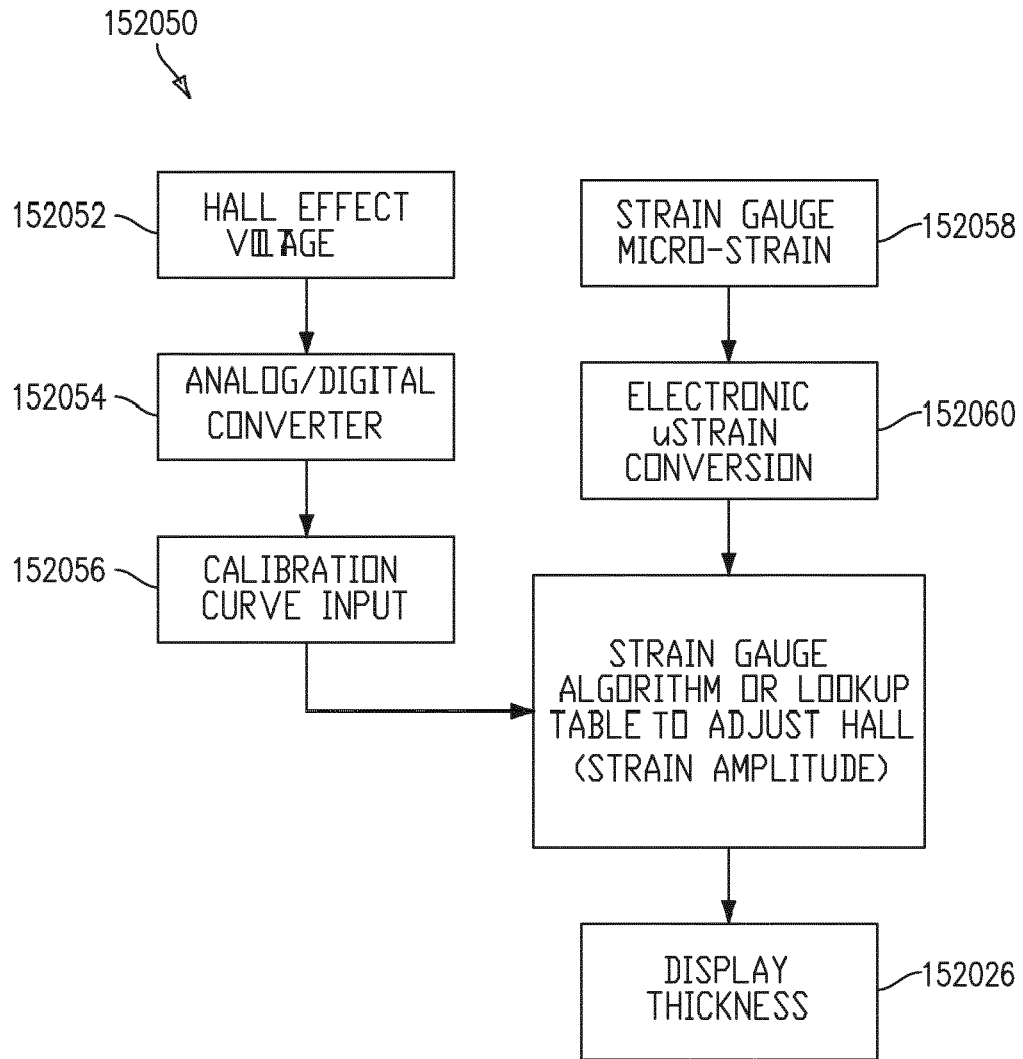 152050
152052
HALL EFFECT
VOLTAGE
152054
ANALOG/DIGITAL
CONVERTER
152056
CALIBRATION
CURVE INPUT
STRAIN GAUGE
MICRO-STRAIN
152058
ELECTRONIC
uSTRAIN
CONVERSION
152060
STRAIN GAUGE
ALGORITHM OR LOOKUP
TABLE TO ADJUST HALL
(STRAIN AMPLITUDE)
DISPLAY
THICKNESS
152026